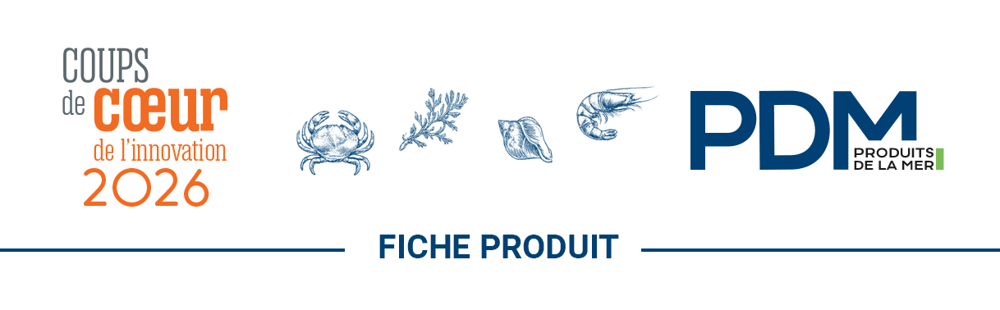 COUPS
de cœur
de l'innovation
2026
PDM
PRODUITS
DE LA MER
FICHE PRODUIT